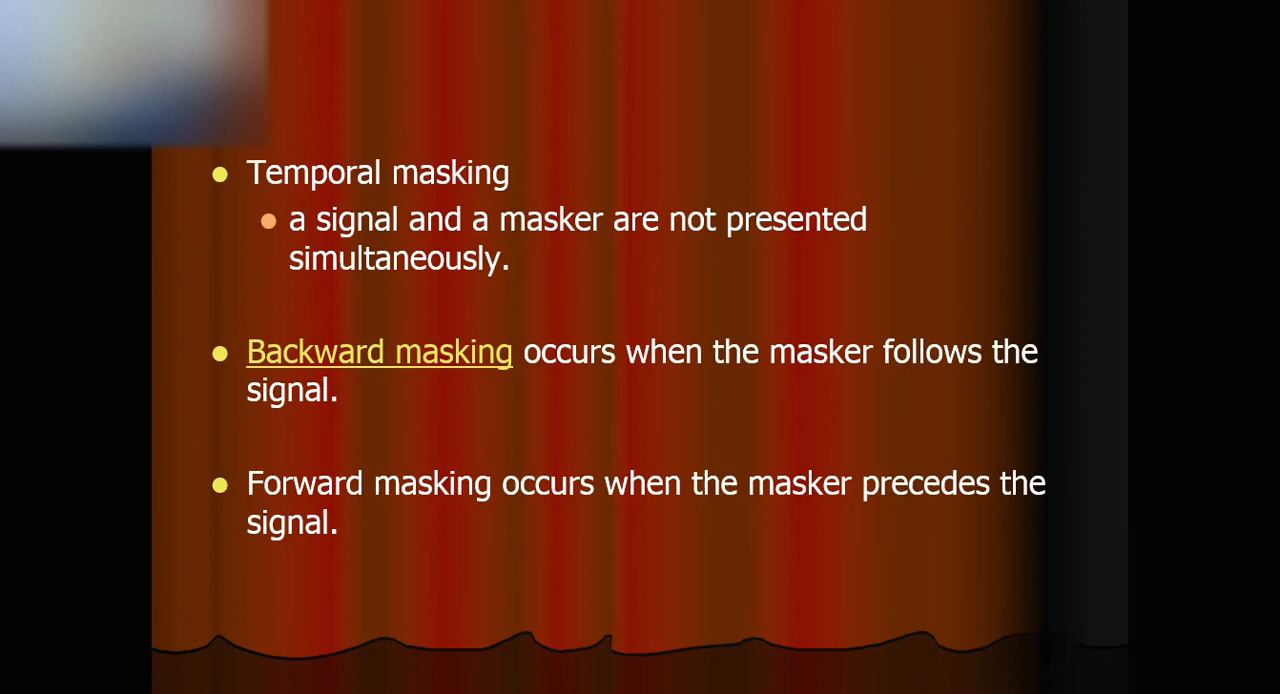 Temporal masking
a signal and a masker are not presented
simultaneously.
Backward masking occurs when the masker follows the
signal.
Forward masking occurs when the masker precedes the
signal.